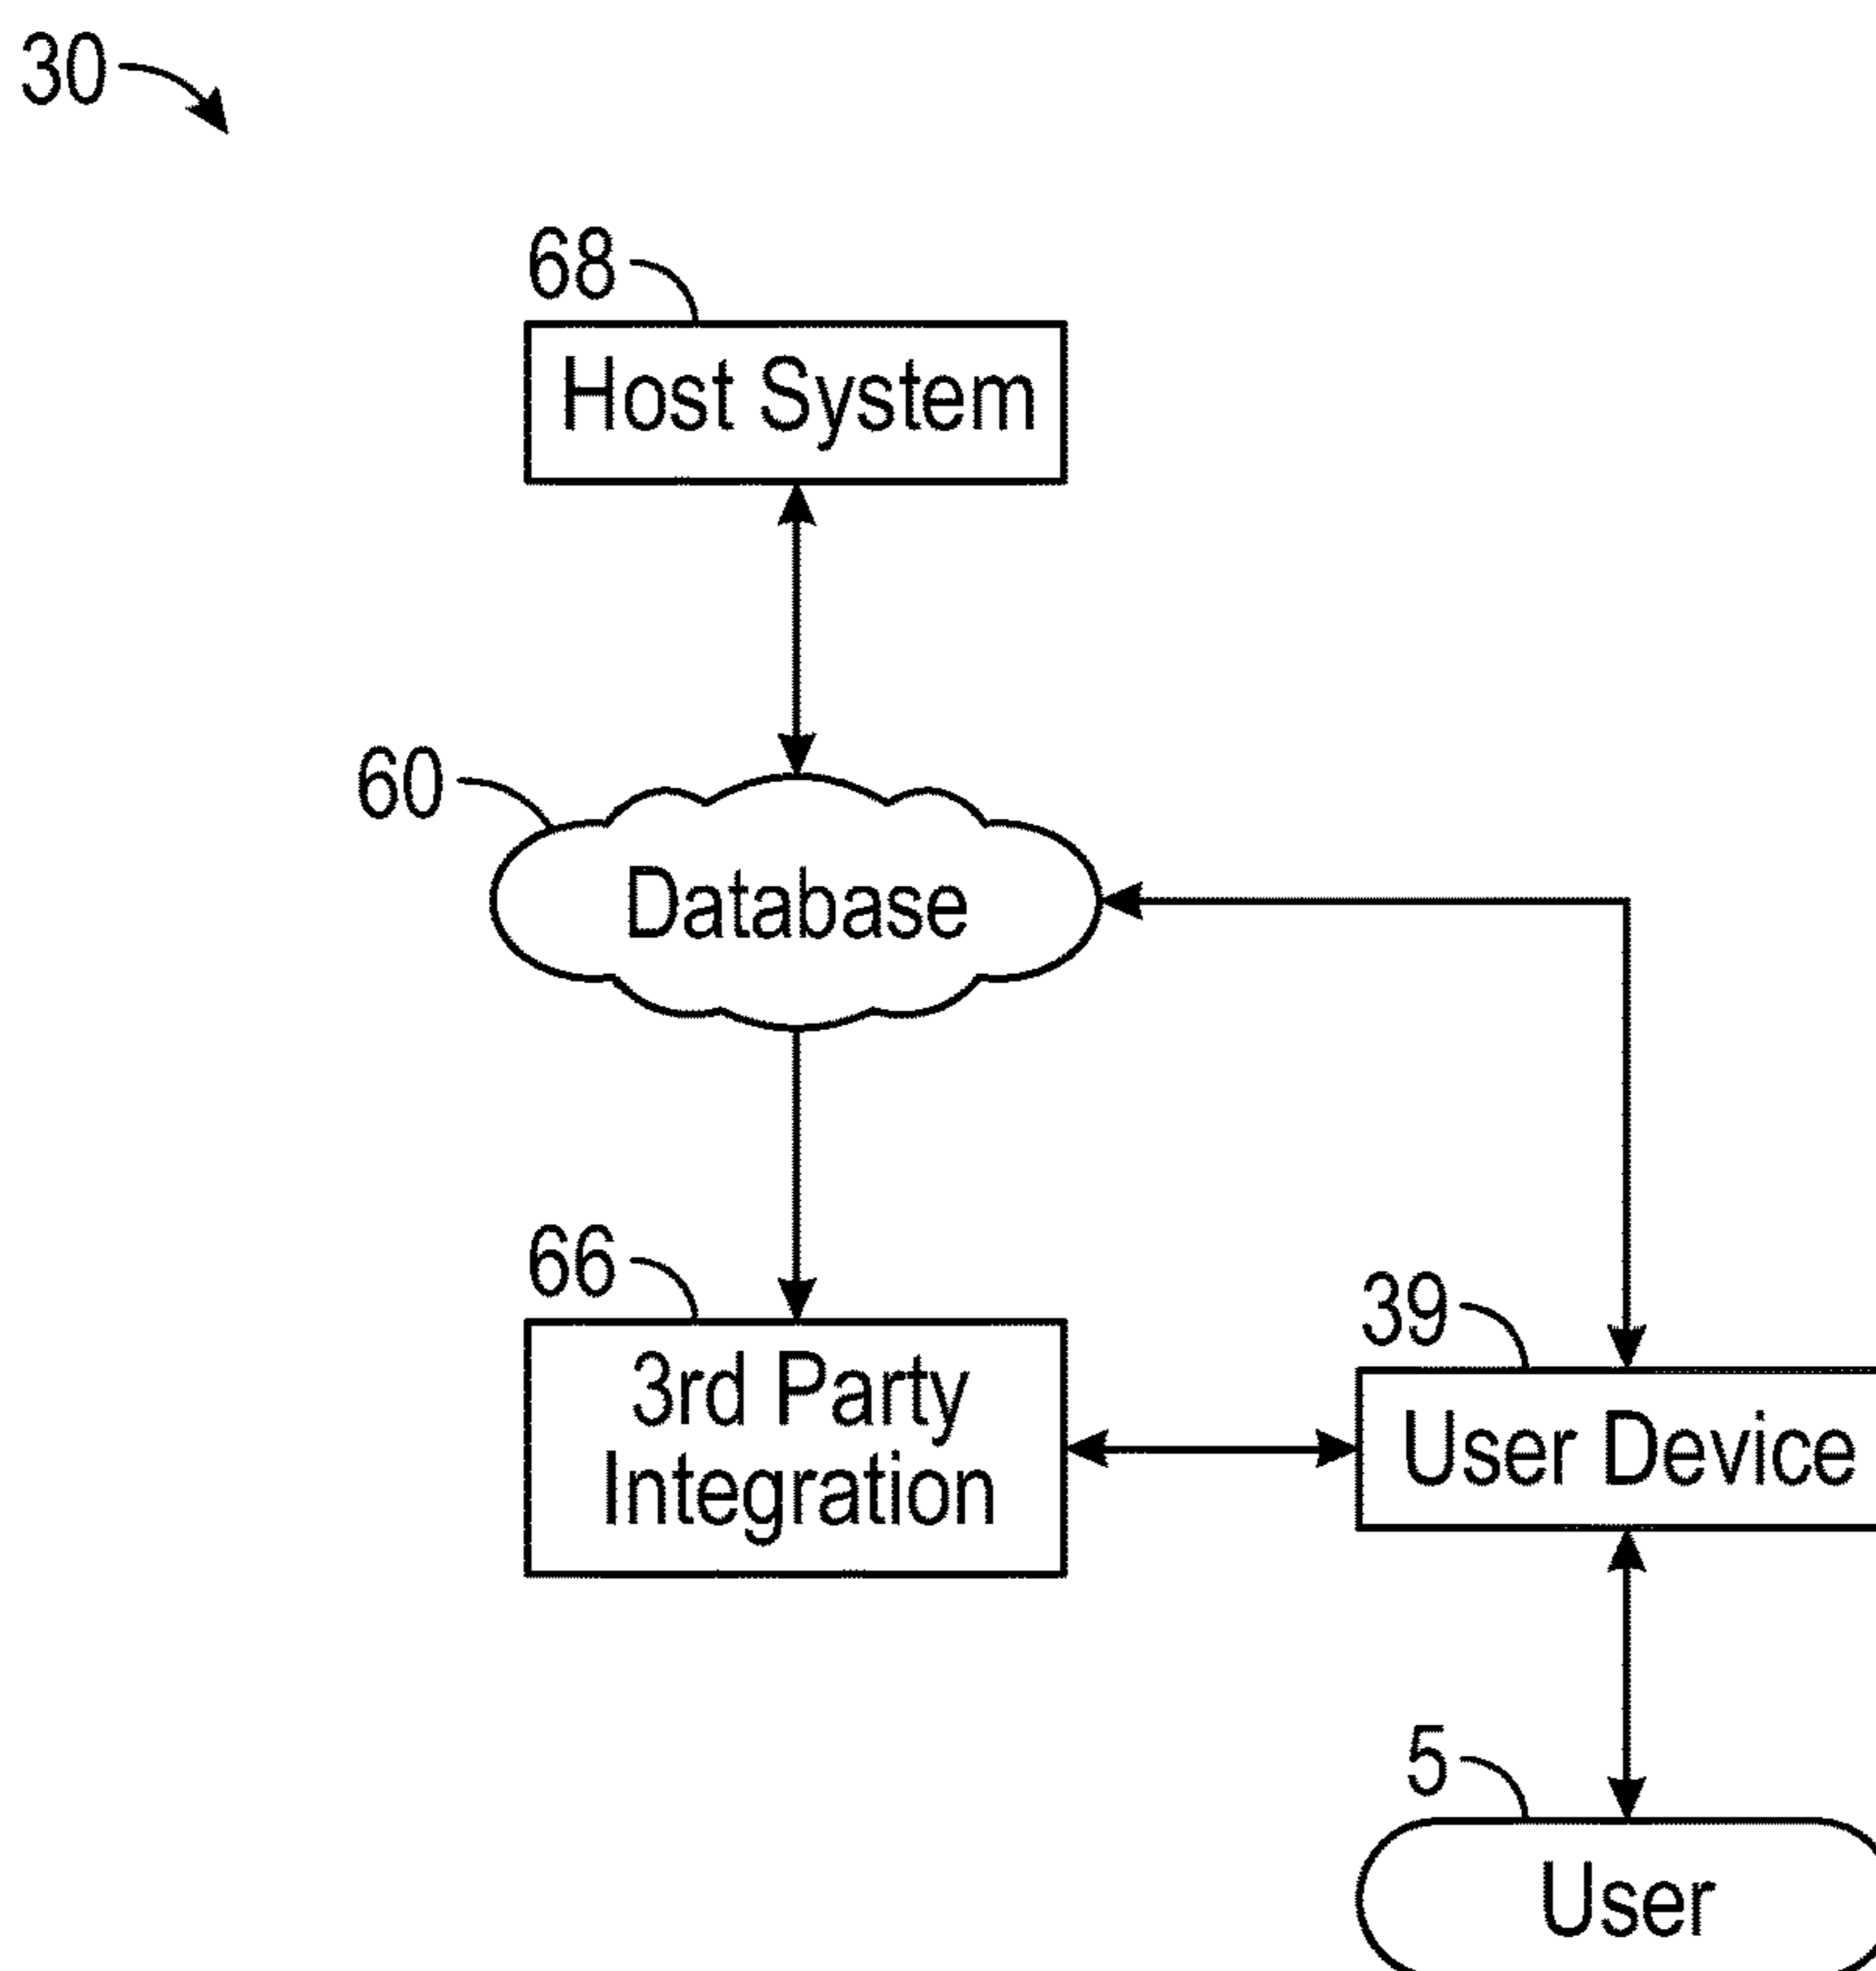 30
68
Host System
60
Database
66
3rd Party
Integration
39
User Device
5
User